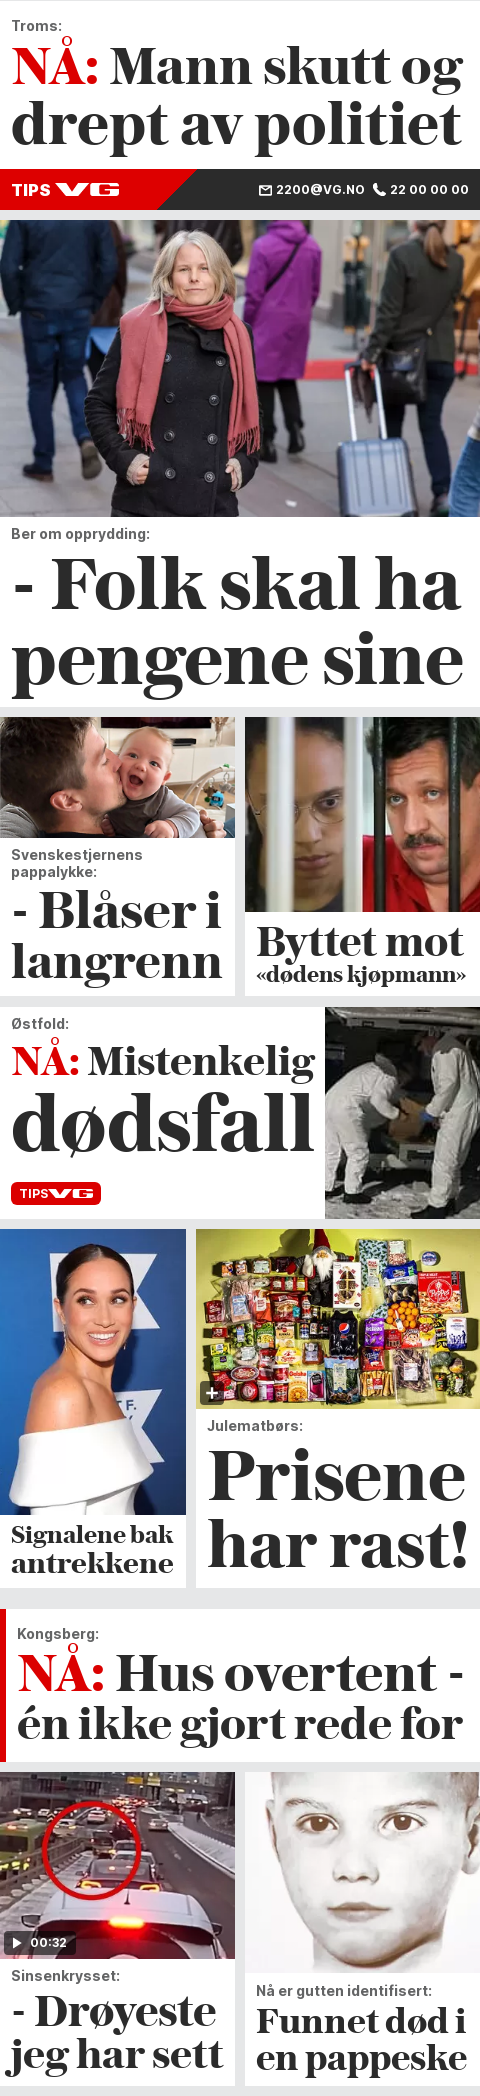 Troms:
NÅ: Mann skutt og
drept av politiet
TIPS VG 2200@VG.NO 22 00 00 00
Ber om opprydding:
- Folk skal ha
pengene sine
Svenskestjernens
pappalykke:
- Blåser i
langrenn
Byttet mot
«dødens kjøpmann»
Østfold:
NÅ: Mistenkelig
dødsfall
TIPS VG
Signalene bak
antrekkene
Julematbørs:
Prisene
har rast!
Kongsberg:
NÅ: Hus overtent -
én ikke gjort rede for
00:32
Sinsenkrysset:
- Drøyeste
jeg har sett
Nå er gutten identifisert:
Funnet død i
en pappeske